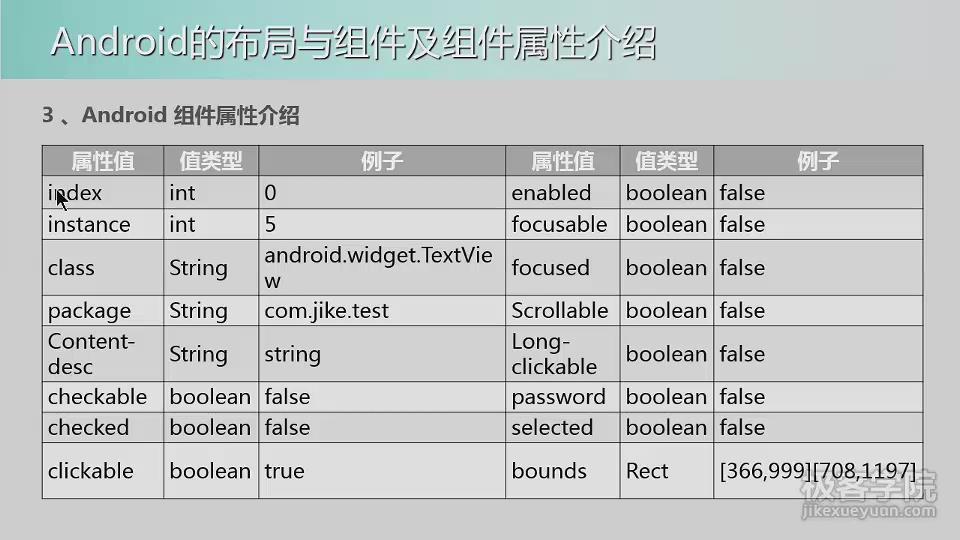 Android的布局与组件及组件属性介绍
3 、Android 组件属性介绍
属性值 值类型 例子 属性值 值类型 例子
index int 0 enabled boolean false
instance int 5 focusable boolean false
class String android.widget.TextVie
w focused boolean false
package String com.jike.test Scrollable boolean false
Content-
desc String string Long-
clickable boolean false
checkable boolean false password boolean false
checked boolean false selected boolean false
clickable boolean true bounds Rect [366,999][708,1197]
极客学院
jikexueyuan.com